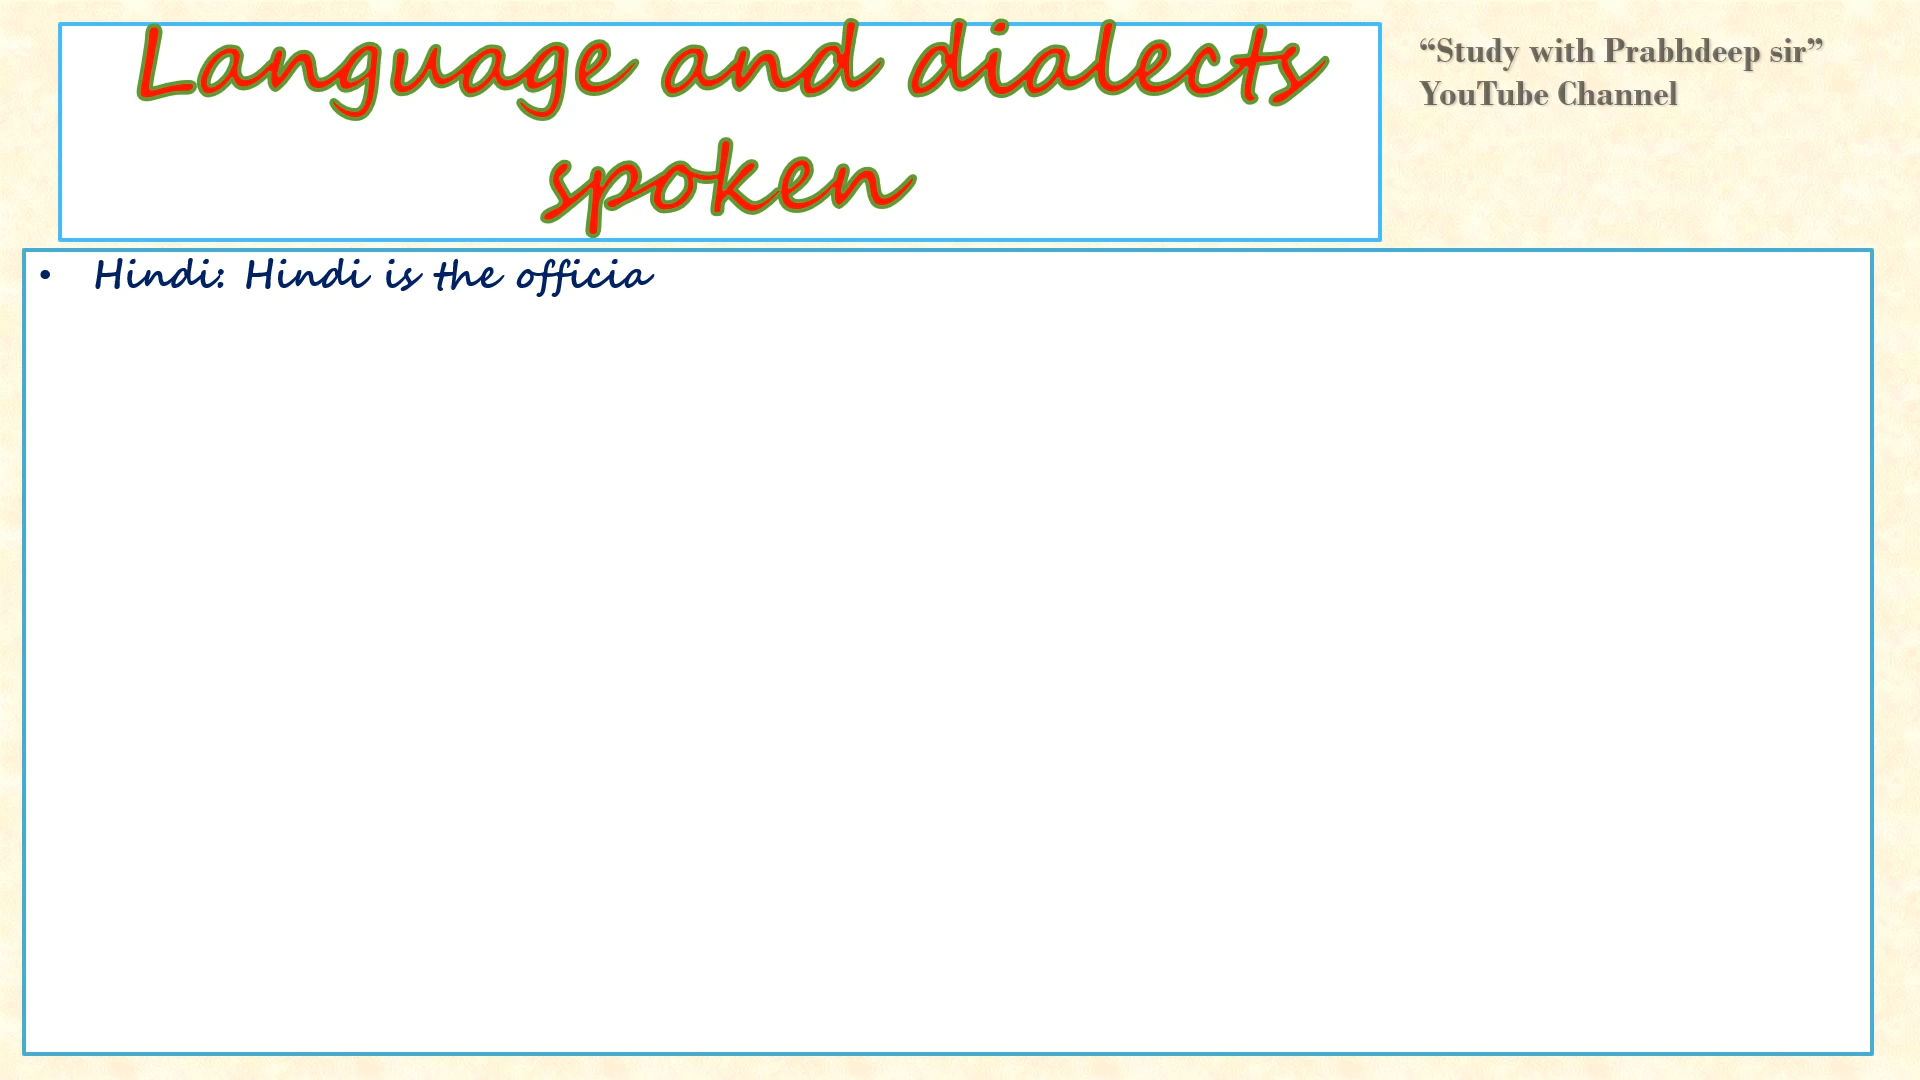 Language and dialects
spoken
“Study with Prabhdeep sir”
YouTube Channel
• Hindi: Hindi is the officia